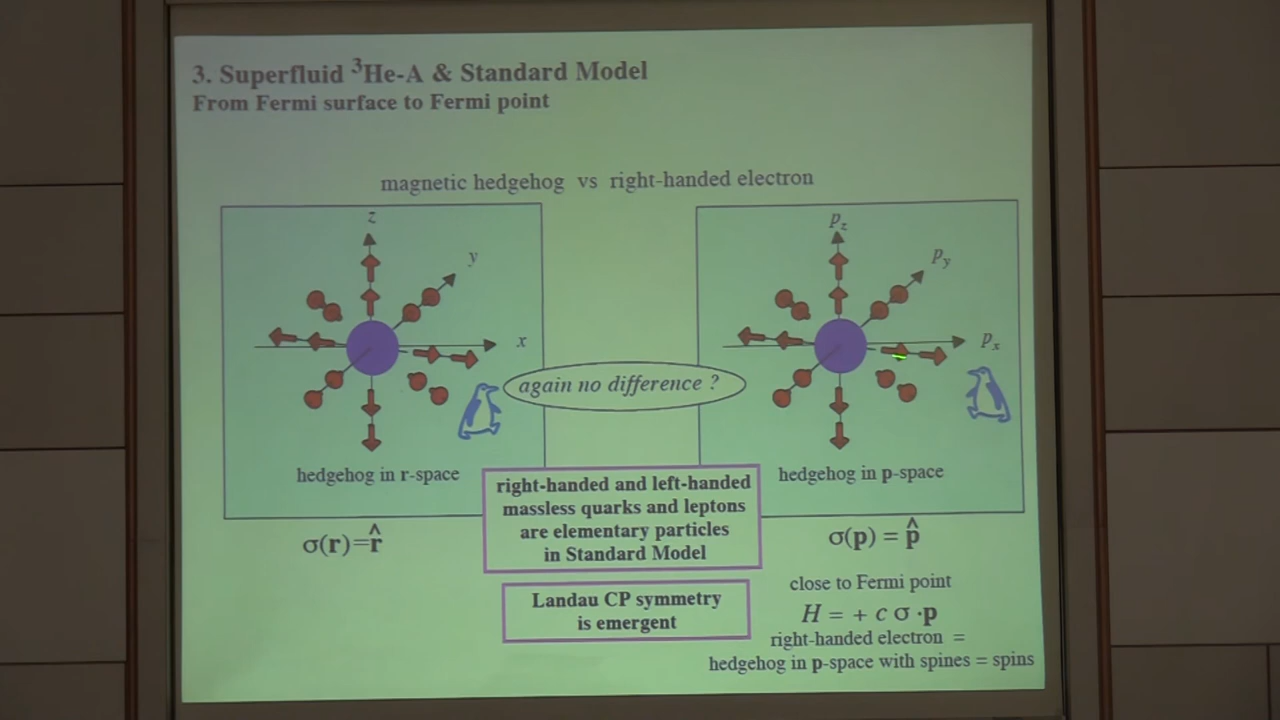 3. Superfluid ³He-A & Standard Model
From Fermi surface to Fermi point
magnetic hedgehog vs right-handed electron
z
y
x
hedgehog in r-space
σ(r)=r̂
again no difference ?
p_z
p_y
p_x
hedgehog in p-space
σ(p) = p̂
right-handed and left-handed
massless quarks and leptons
are elementary particles
in Standard Model
Landau CP symmetry
is emergent
close to Fermi point
H = + c σ ·p
right-handed electron =
hedgehog in p-space with spines = spins